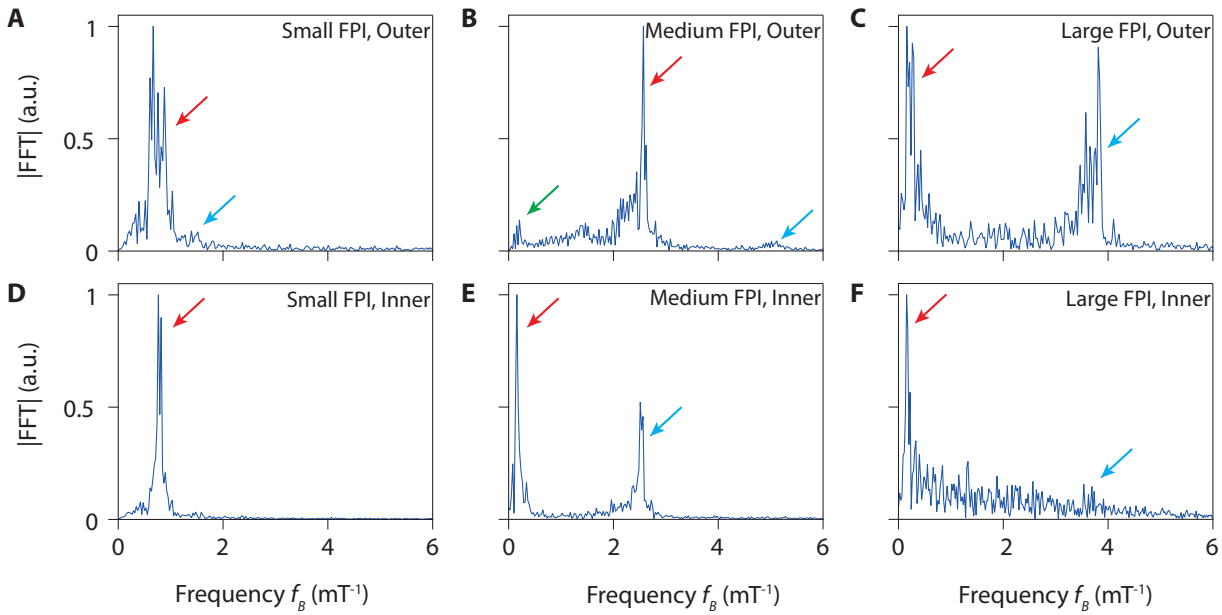 A
Small FPI, Outer
1
0.5
0
|FFT| (a.u.)
B
Medium FPI, Outer
C
Large FPI, Outer
D
Small FPI, Inner
1
0.5
0
|FFT| (a.u.)
0 2 4 6
Frequency f_B (mT⁻¹)
E
Medium FPI, Inner
0 2 4 6
Frequency f_B (mT⁻¹)
F
Large FPI, Inner
0 2 4 6
Frequency f_B (mT⁻¹)